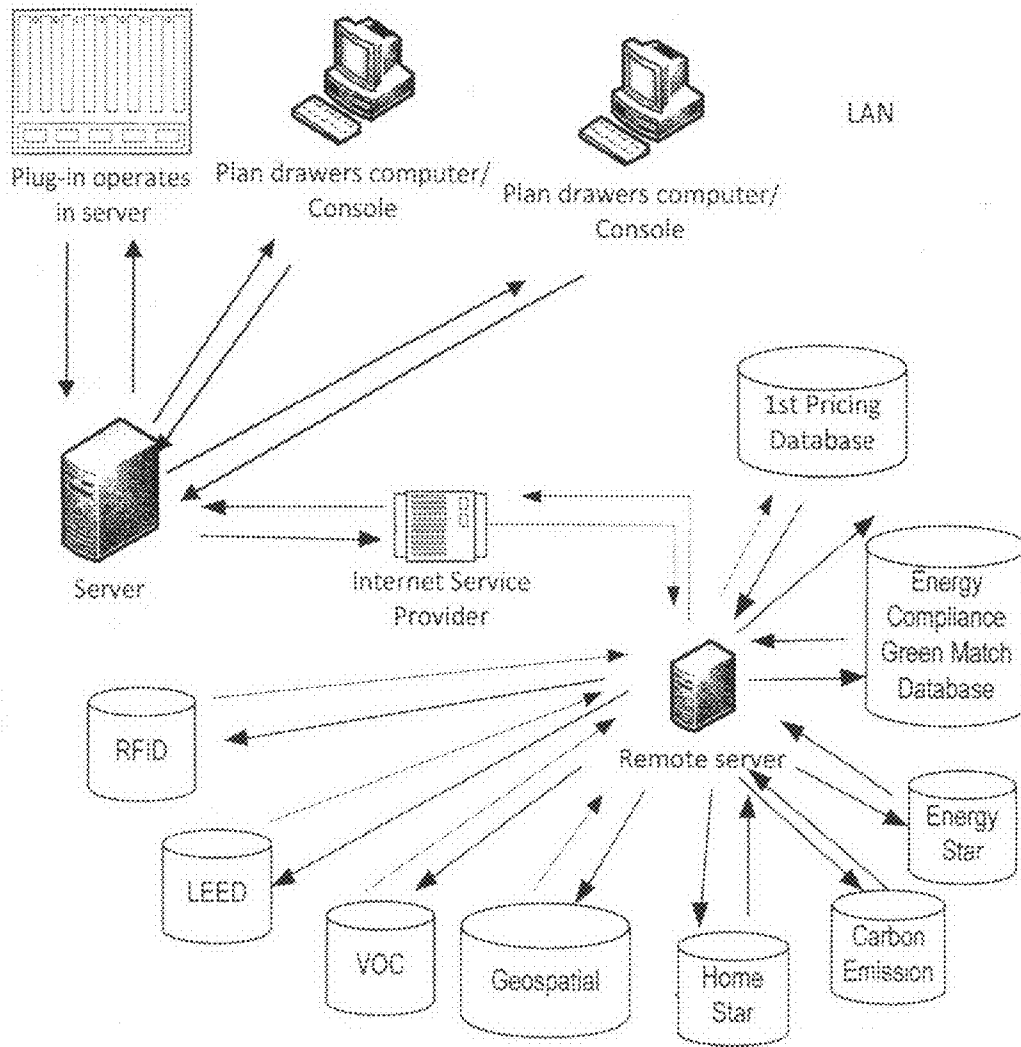 LAN
Plug-in operates
in server
Plan drawers computer/
Console
Plan drawers computer/
Console
1st Pricing
Database
Server
Internet Service
Provider
Energy
Compliance
Green Match
Database
Remote server
RFID
LEED
VOC
Geospatial
Home
Star
Carbon
Emission
Energy
Star